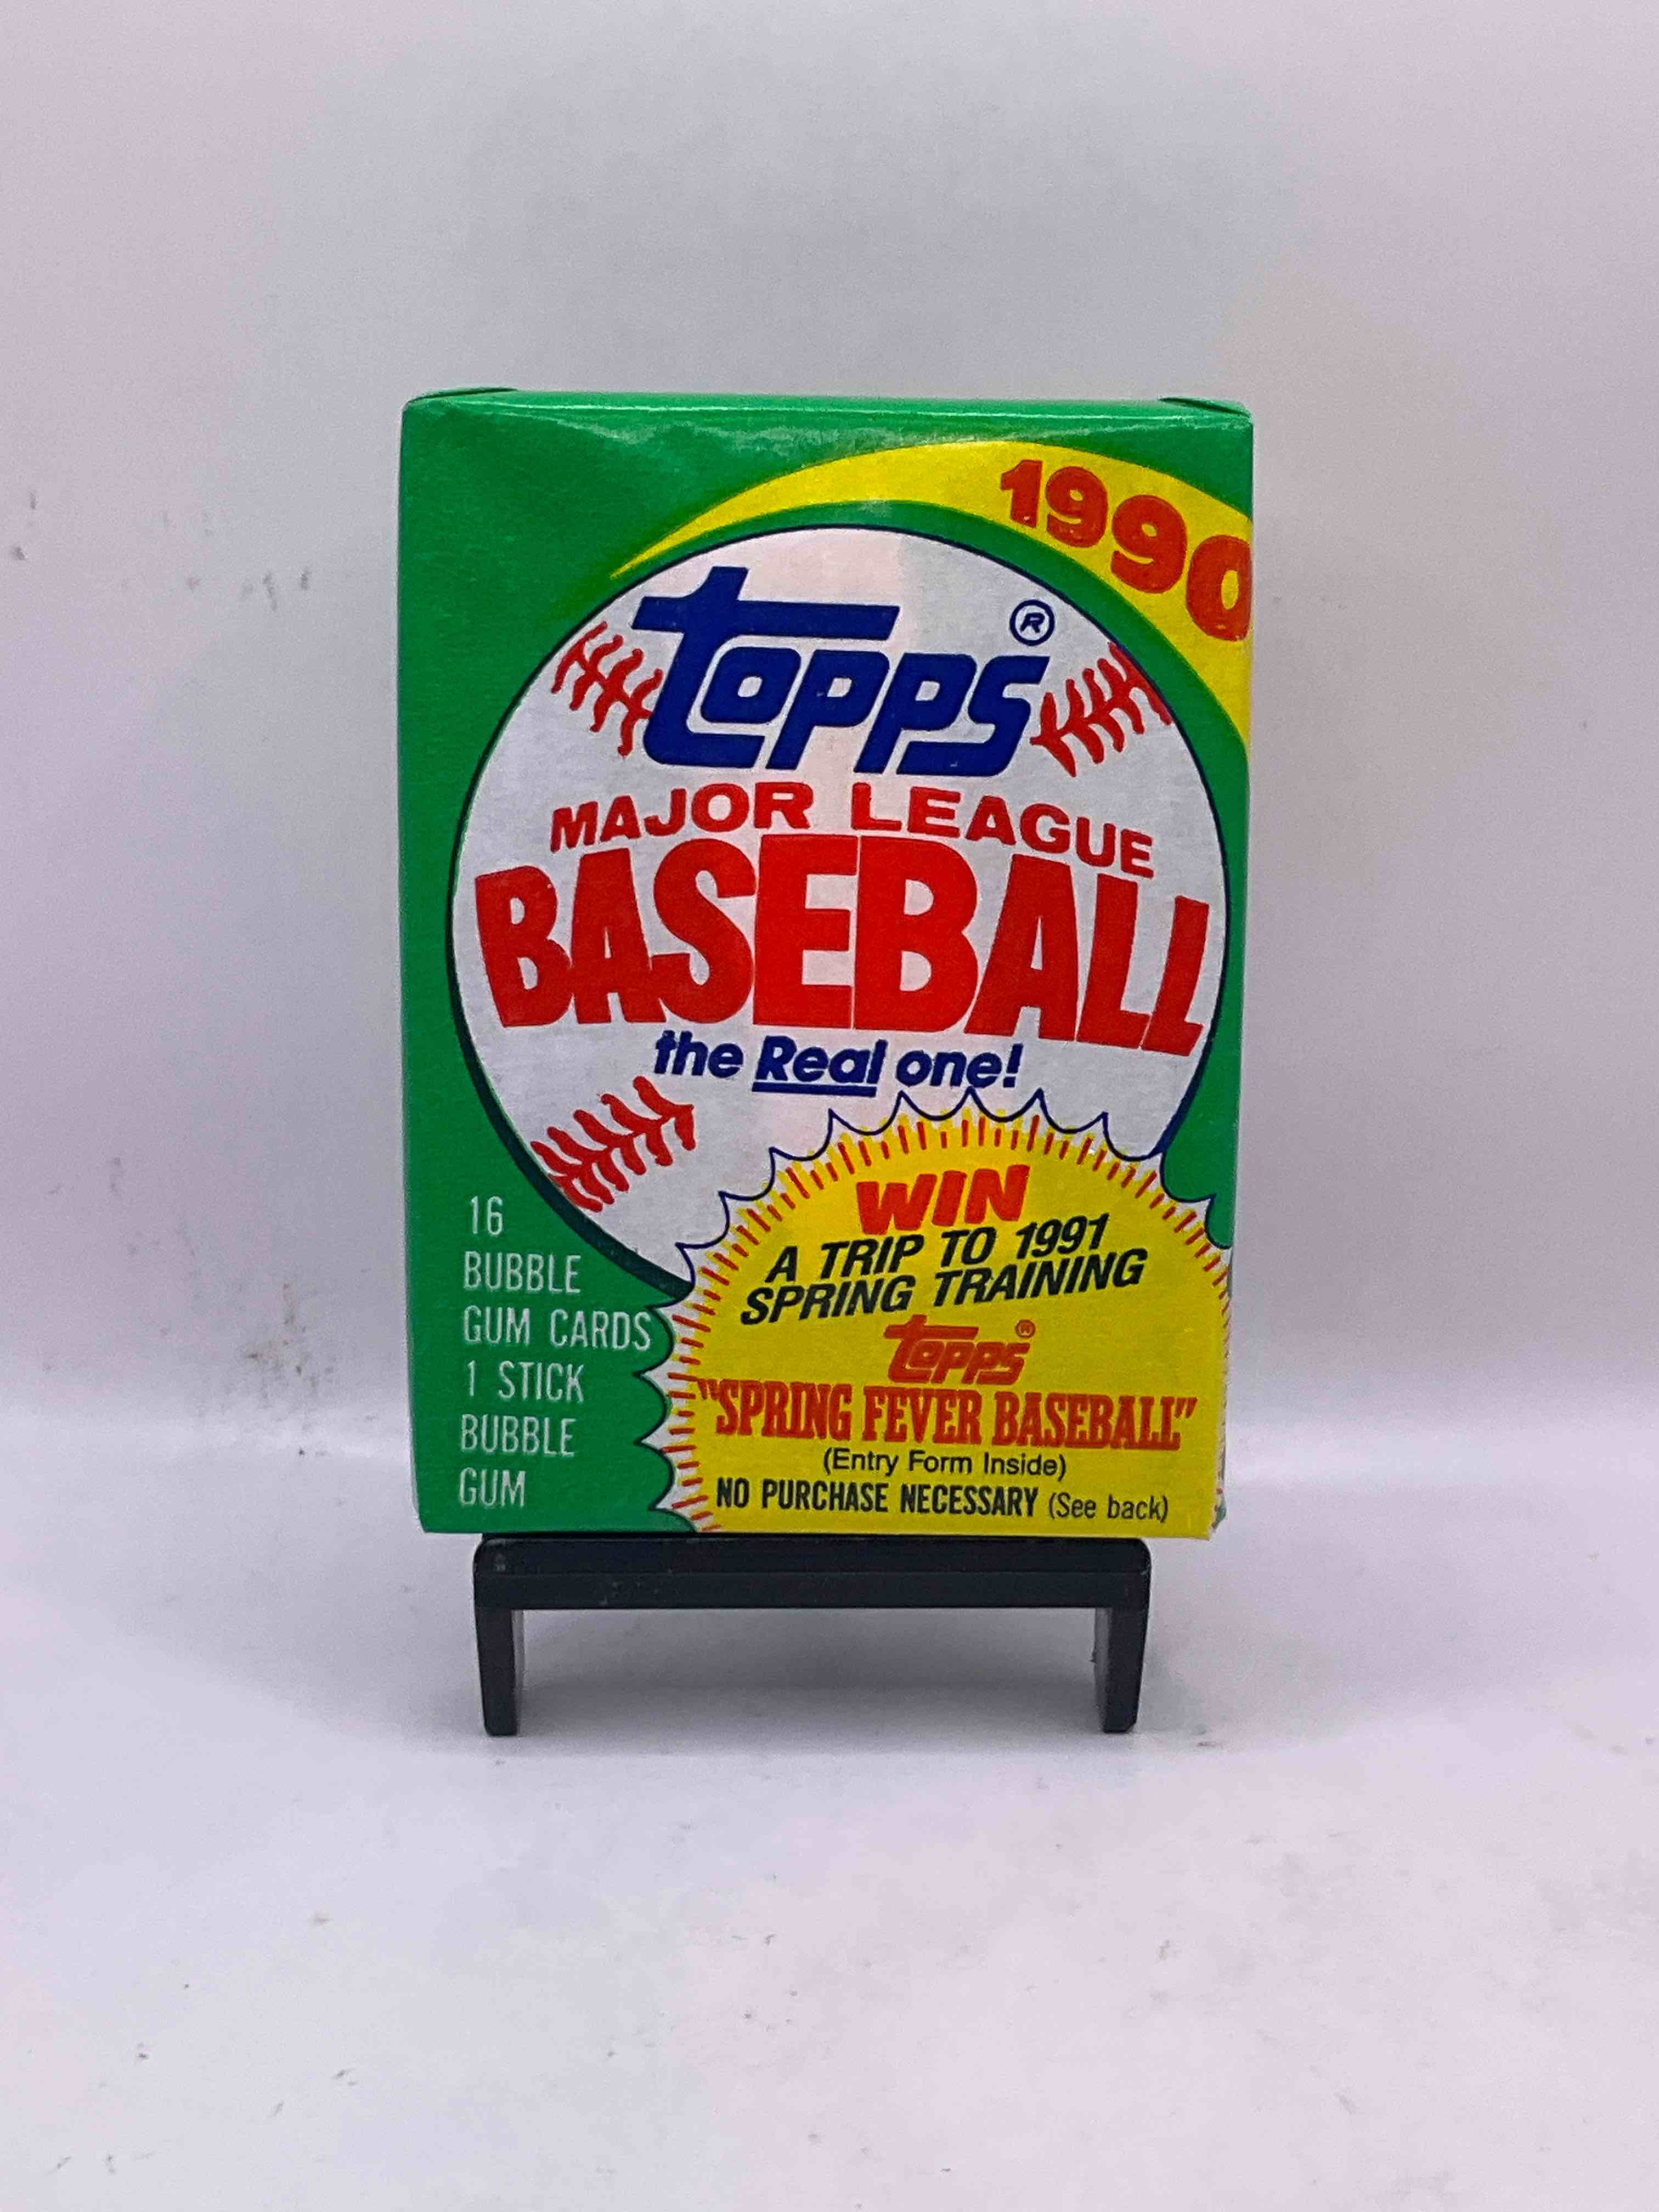 1990
topps®
MAJOR LEAGUE
BASEBALL
the Real one!
16
BUBBLE
GUM CARDS
1 STICK
BUBBLE
GUM
WIN
A TRIP TO 1991
SPRING TRAINING
topps®
"SPRING FEVER BASEBALL"
(Entry Form Inside)
NO PURCHASE NECESSARY (See back)